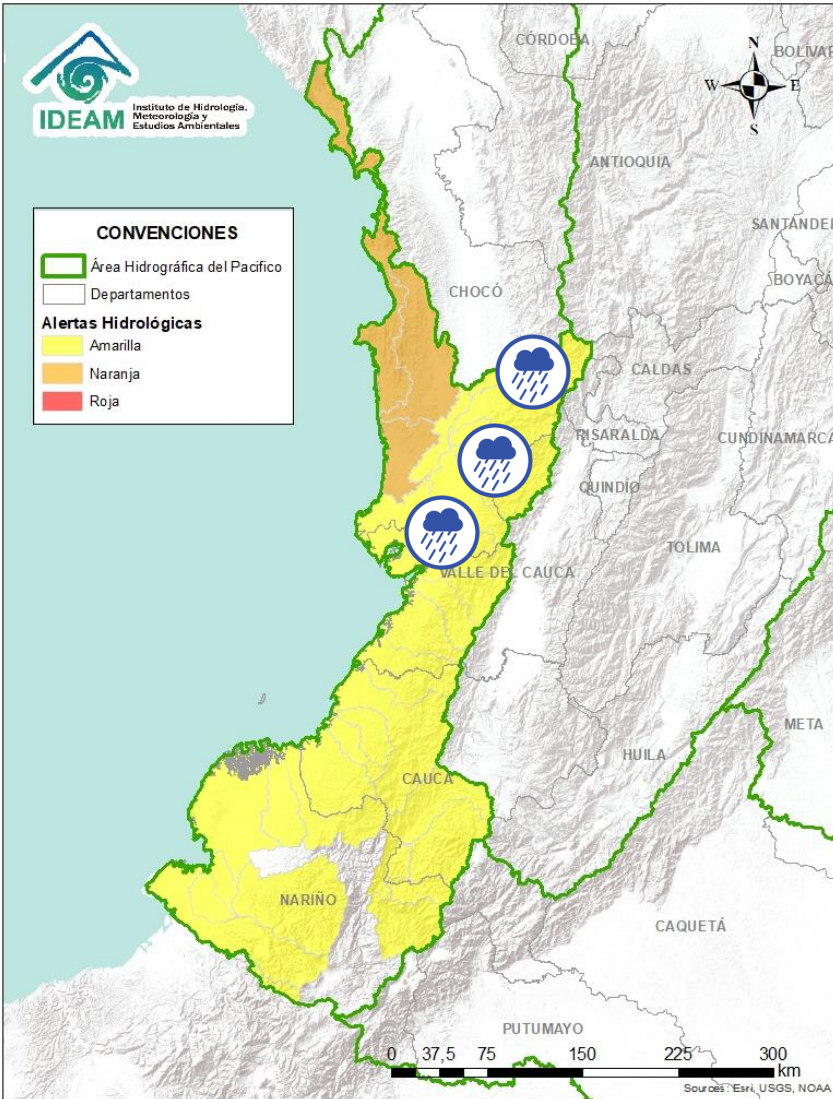 IDEAM
Instituto de Hidrología,
Meteorología y
Estudios Ambientales
CONVENCIONES
Área Hidrográfica del Pacifico
Departamentos
Alertas Hidrológicas
Amarilla
Naranja
Roja
N
W
E
S
CÓRDOBA
BOLIVAR
ANTIOQUIA
SANTANDER
BOYACÁ
CHOCÓ
CALDAS
RISARALDA
CUNDINAMARCA
QUINDÍO
TOLIMA
VALLE DEL CAUCA
META
HUILA
CAUCA
NARIÑO
CAQUETÁ
PUTUMAYO
0 37,5 75 150 225 300
km
Sources: Esri, USGS, NOAA